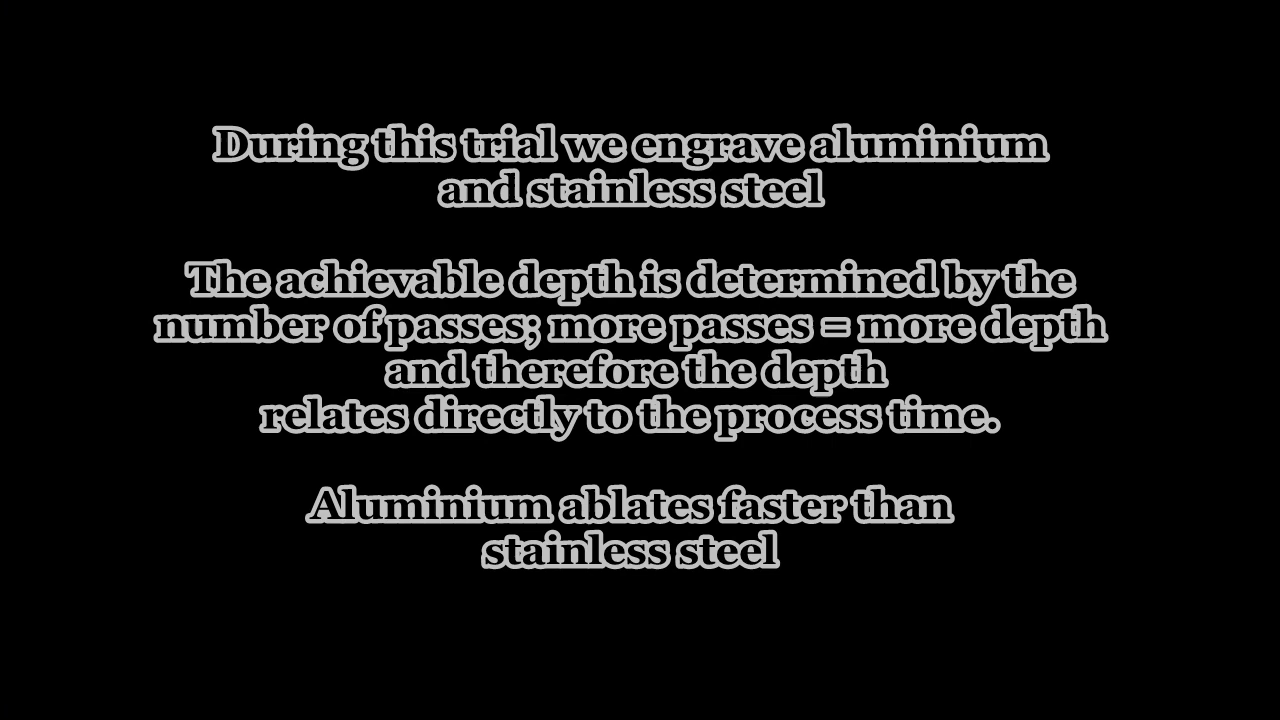 During this trial we engrave aluminium
and stainless steel
The achievable depth is determined by the
number of passes; more passes = more depth
and therefore the depth
relates directly to the process time.
Aluminium ablates faster than
stainless steel